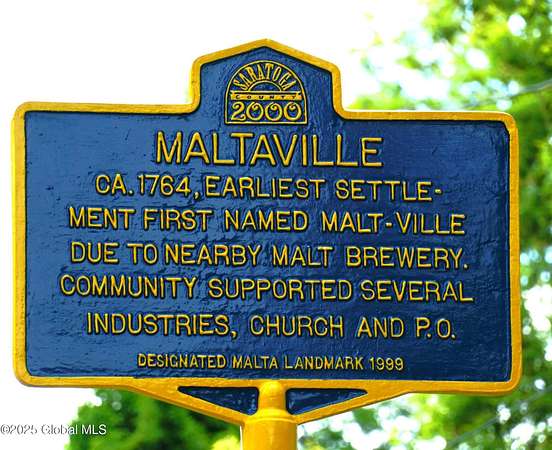 SARATOGA
COUNTY
2000
MALTAVILLE
CA. 1764, EARLIEST SETTLE-
MENT FIRST NAMED MALT-VILLE
DUE TO NEARBY MALT BREWERY.
COMMUNITY SUPPORTED SEVERAL
INDUSTRIES, CHURCH AND P.O.
DESIGNATED MALTA LANDMARK 1999
©2025 Global MLS